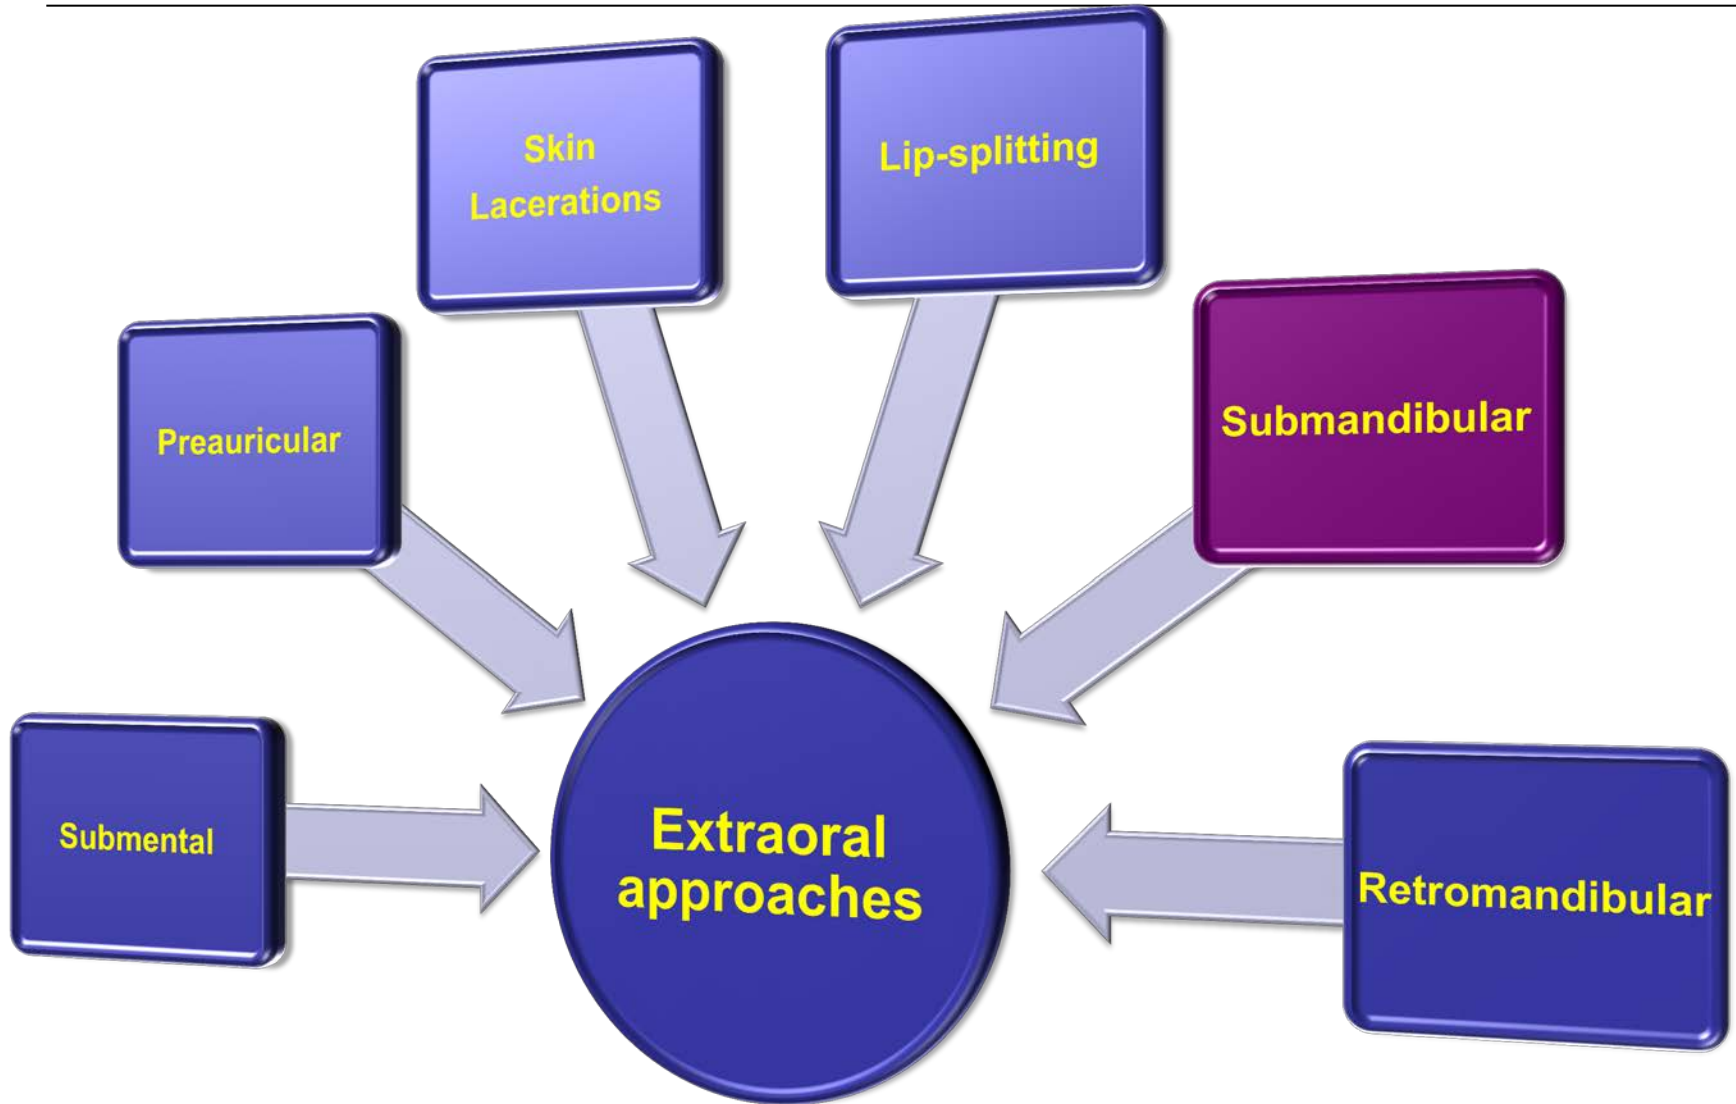 Skin
Lacerations
Lip-splitting
Preauricular
Submandibular
Submental
Extraoral
approaches
Retromandibular